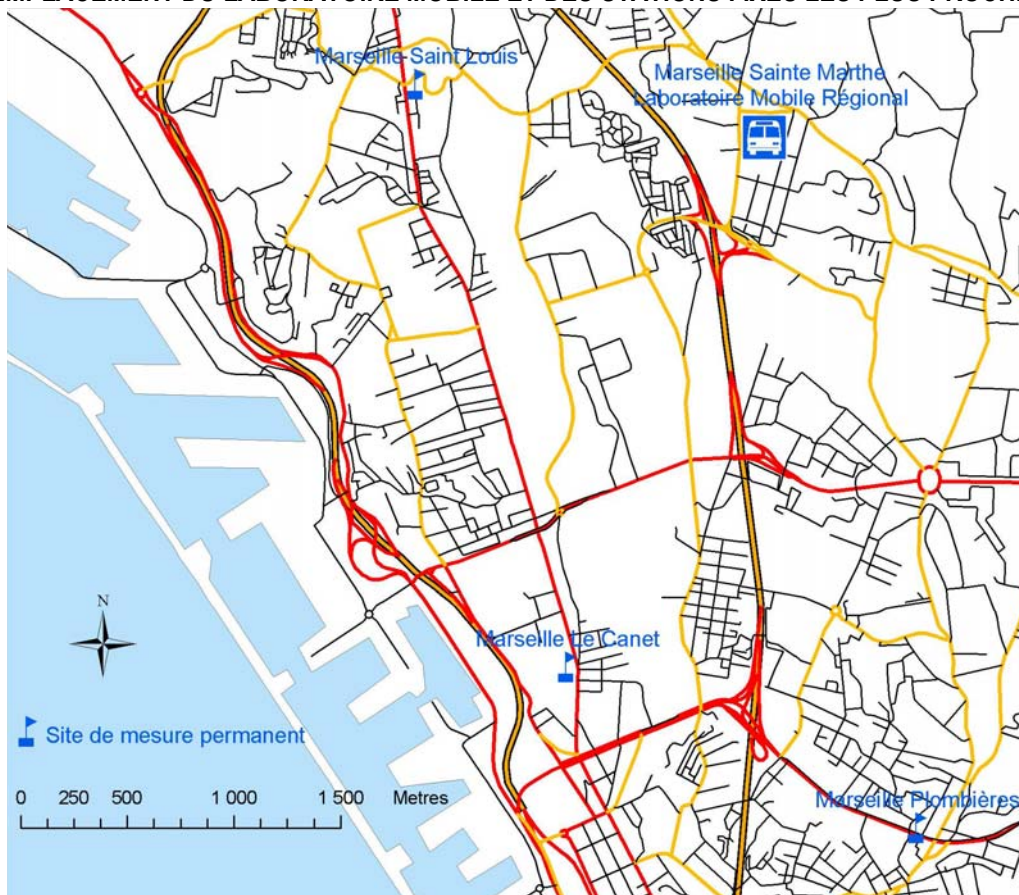 Marseille Saint Louis
Marseille Sainte Marthe
Laboratoire Mobile Régional
Marseille Le Canet
N
Site de mesure permanent
0 250 500 1 000 1 500 Metres
Marseille Plombières